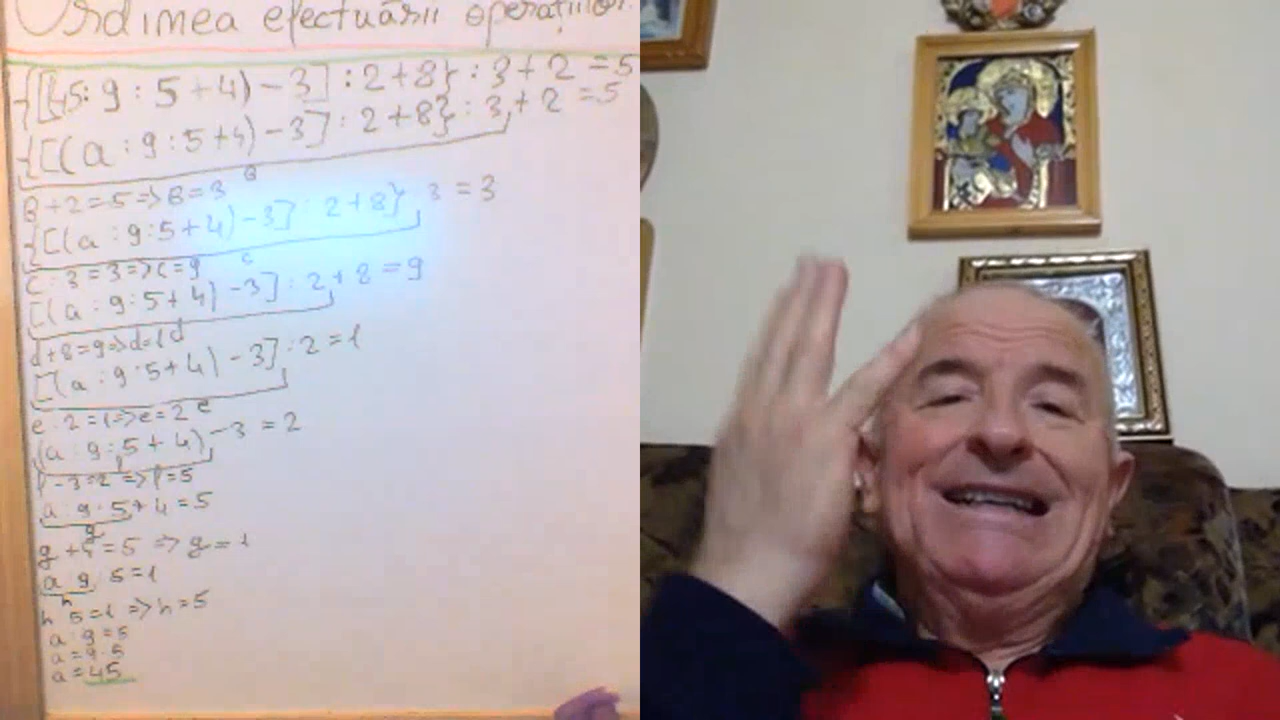 Ordimea efectuării operațiilor.
{[(45:9:5+4)-3]:2+8}:3+2=5
{[(a:9:5+4)-3]:2+8}:3+2=5
B
B+2=5=>B=3
{[(a:9:5+4)-3]:2+8} 3=3
c
c:3=3=>c=9
[(a:9:5+4)-3]:2+8=9
d
d+8=9=>d=1
[(a:9:5+4)-3]:2=1
e
e:2=1=>e=2
(a:9:5+4)-3=2
f
f-3=2=>f=5
a:9:5+4=5
g
g+4=5=>g=1
a 9 5=1
h
h 5=1=>h=5
a:9=5
a=9·5
a=45